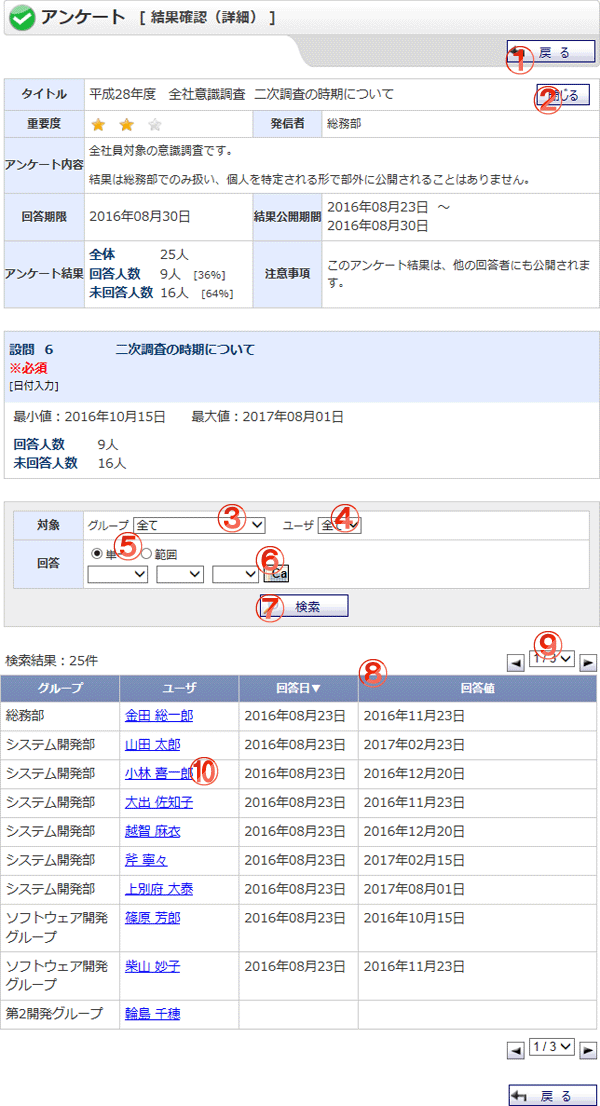 アンケート ［ 結果確認（詳細） ］
① 戻 る
タイトル 平成28年度　全社意識調査　二次調査の時期について ② 閉じる
重要度 ★ ★ ★ 発信者 総務部
アンケート内容 全社員対象の意識調査です。
結果は総務部でのみ扱い、個人を特定される形で部外に公開されることはありません。
回答期限 2016年08月30日 結果公開期間 2016年08月23日 ～
2016年08月30日
アンケート結果 全体 25人
回答人数 9人 [36%]
未回答人数 16人 [64%]
注意事項 このアンケート結果は、他の回答者にも公開されま
す。
設問 6 二次調査の時期について
※必須
[日付入力]
最小値：2016年10月15日 最大値：2017年08月01日
回答人数 9人
未回答人数 16人
対象 グループ 全て ③ ユーザ 全て ④
回答 単一 ⑤ 範囲
⑥ Ca
⑦ 検索
検索結果：25件 ⑨ ◀ 1 / 3 ▶
グループ ユーザ 回答日▼ ⑧ 回答値
総務部 金田 総一郎 2016年08月23日 2016年11月23日
システム開発部 山田 太郎 2016年08月23日 2017年02月23日
システム開発部 小林 喜一郎 ⑩ 2016年08月23日 2016年12月20日
システム開発部 大出 佐知子 2016年08月23日 2016年11月23日
システム開発部 越智 麻衣 2016年08月23日 2016年12月20日
システム開発部 斧 寧々 2016年08月23日 2017年02月15日
システム開発部 上別府 大泰 2016年08月23日 2017年08月01日
ソフトウェア開発 篠原 芳郎 2016年08月23日 2016年10月15日
グループ
ソフトウェア開発 柴山 妙子 2016年08月23日 2016年11月23日
グループ
第2開発グループ 輪島 千穂
◀ 1 / 3 ▶
戻 る